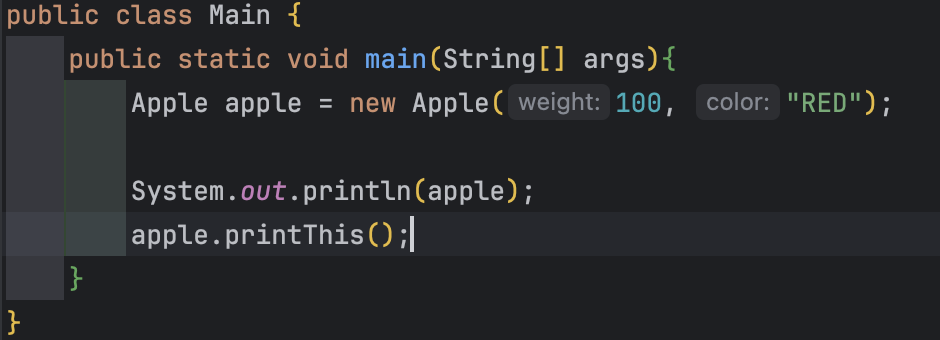 public class Main {
public static void main(String[] args){
Apple apple = new Apple( weight: 100, color: "RED");
System.out.println(apple);
apple.printThis();
}
}